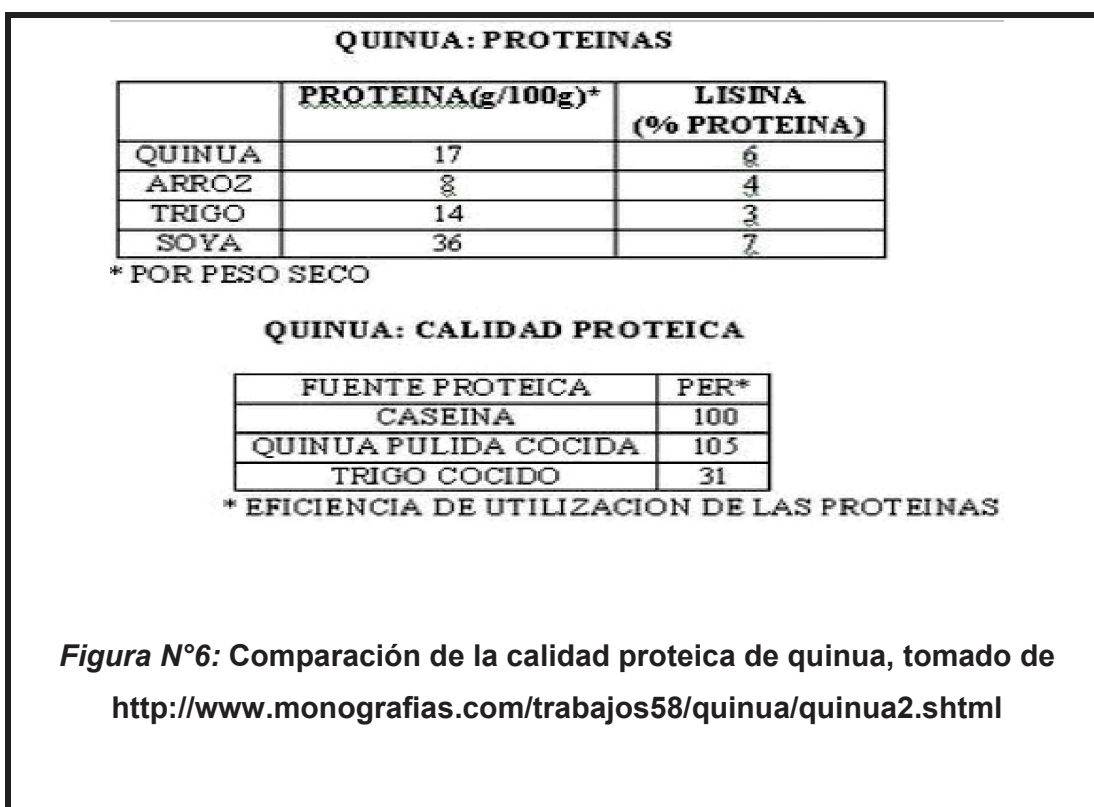 QUINUA: PROTEINAS
PROTEINA(g/100g)* LISINA
(% PROTEINA)
QUINUA 17 6
ARROZ 8 4
TRIGO 14 3
SOYA 36 7
* POR PESO SECO
QUINUA: CALIDAD PROTEICA
FUENTE PROTEICA PER*
CASEINA 100
QUINUA PULIDA COCIDA 105
TRIGO COCIDO 31
* EFICIENCIA DE UTILIZACION DE LAS PROTEINAS
Figura N°6: Comparación de la calidad proteica de quinua, tomado de
http://www.monografias.com/trabajos58/quinua/quinua2.shtml